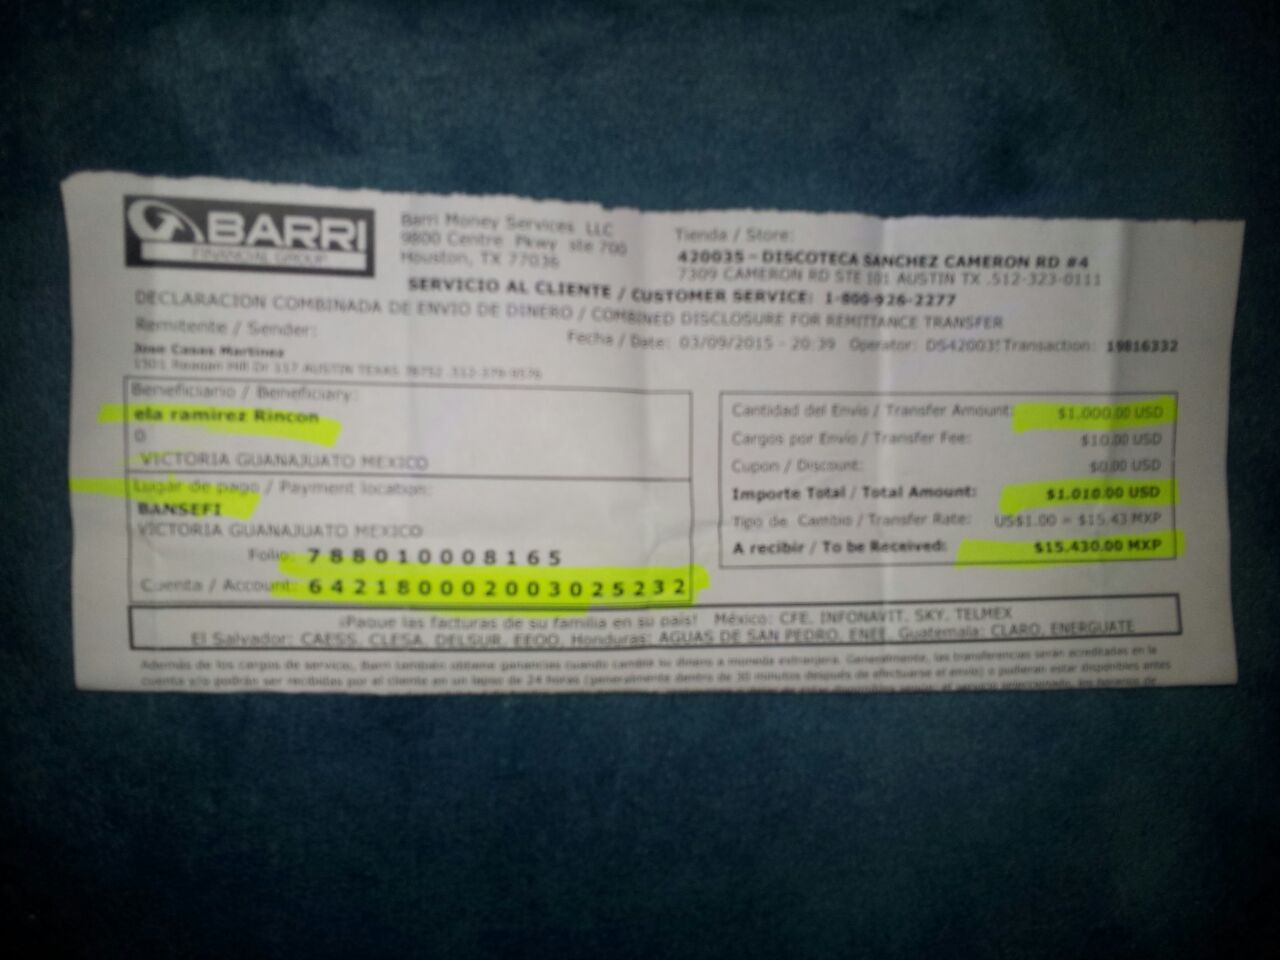 BARRI
FINANCIAL GROUP
Barri Money Services LLC
9800 Centre Pkwy ste 700
Houston, TX 77036
Tienda / Store:
420035 - DISCOTECA SANCHEZ CAMERON RD #4
7309 CAMERON RD STE 101 AUSTIN TX .512-323-0111
SERVICIO AL CLIENTE / CUSTOMER SERVICE: 1-800-926-2277
DECLARACION COMBINADA DE ENVIO DE DINERO / COMBINED DISCLOSURE FOR REMITTANCE TRANSFER
Remitente / Sender:
Fecha / Date: 03/09/2015 - 20:39 Operator: DS42003 Transaction: 19816332
Casas Martinez
117 AUSTIN TEXAS
Beneficiario / Beneficiary:
ela ramirez Rincon
0
VICTORIA GUANAJUATO MEXICO
Lugar de pago / Payment location:
BANSEFI
VICTORIA GUANAJUATO MEXICO
Folio: 788010008165
Cuenta / Account: 6421800020030252​32
Cantidad del Envio / Transfer Amount: $1,000.00 USD
Cargos por Envio / Transfer Fee: $10.00 USD
Cupon / Discount: $0.00 USD
Importe Total / Total Amount: $1,010.00 USD
Tipo de Cambio / Transfer Rate: US$1.00 = $15.43 MXP
A recibir / To be Received: $15,430.00 MXP
¡Pague las facturas de su familia en su país! México: CFE, INFONAVIT, SKY, TELMEX
El Salvador: CAESS, CLESA, DELSUR, EEOO, Honduras: AGUAS DE SAN PEDRO, ENEE, Guatemala: CLARO, ENERGUATE
Además de los cargos de servicio, Barri también obtiene ganancias cuando cambia su dinero a moneda extranjera. Generalmente, las transferencias serán acreditadas en la
cuenta y/o podrán ser recibidas por el cliente en un lapso de 24 horas (generalmente dentro de 30 minutos después de efectuarse el envío) o pudieran estar disponibles antes